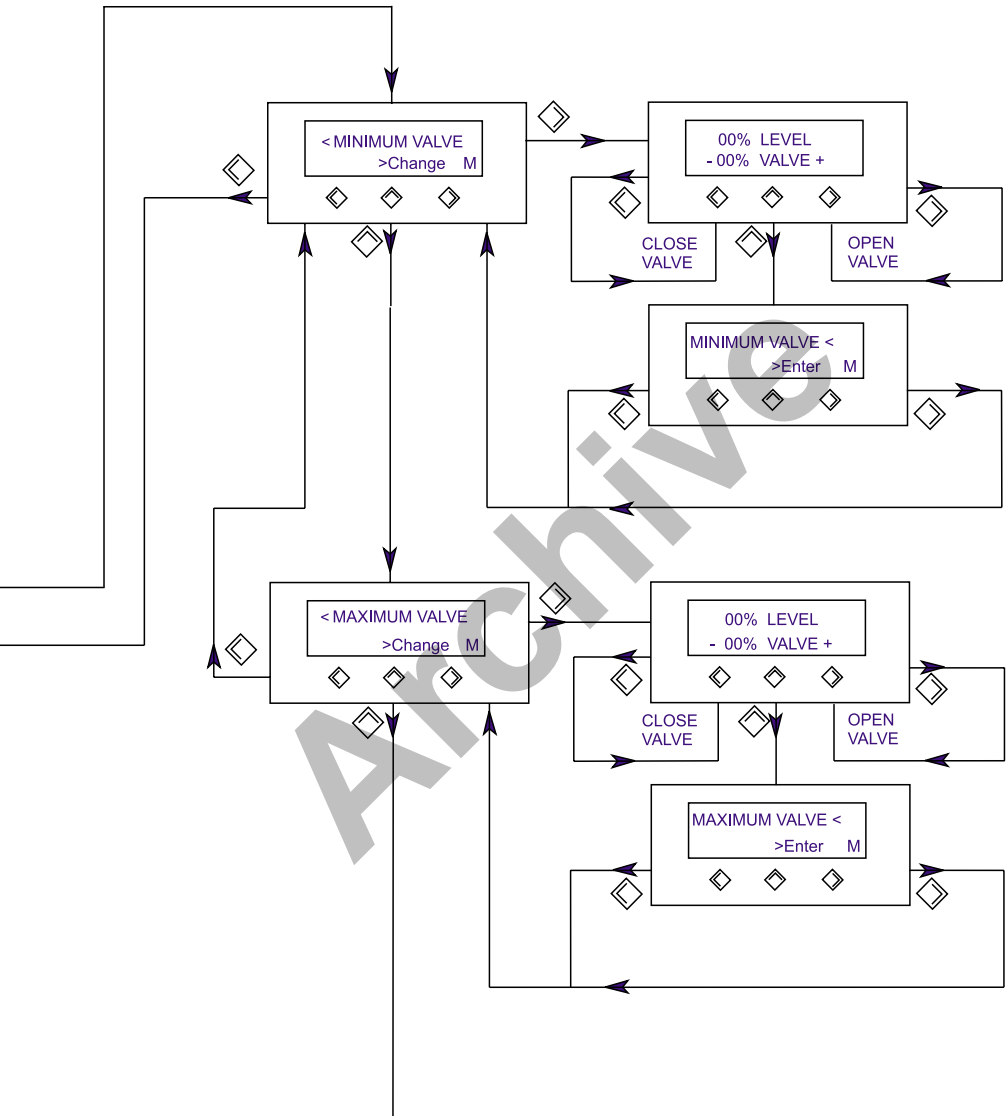 < MINIMUM VALVE
>Change M
00% LEVEL
- 00% VALVE +
CLOSE
VALVE
OPEN
VALVE
MINIMUM VALVE <
>Enter M
< MAXIMUM VALVE
>Change M
00% LEVEL
- 00% VALVE +
CLOSE
VALVE
OPEN
VALVE
MAXIMUM VALVE <
>Enter M
Archive